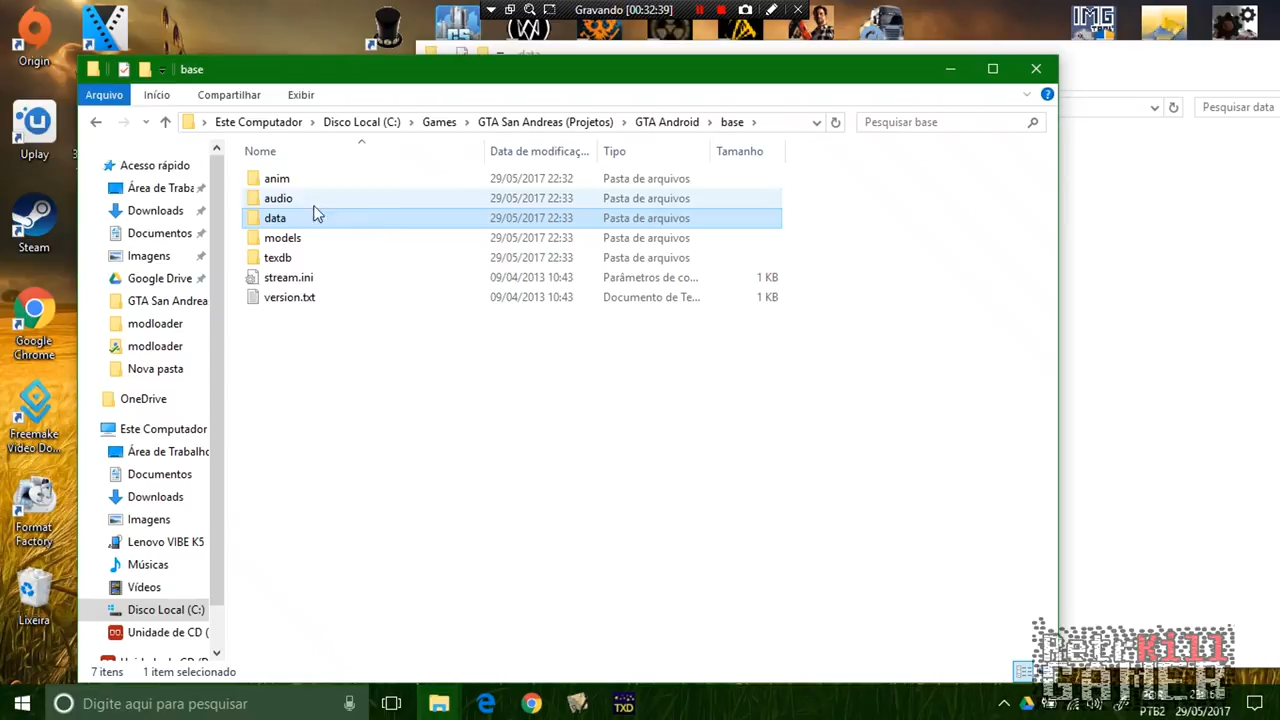 Gravando [00:32:39]
Origin
Uplay
Steam
Google
Chrome
Freemake
Video Do...
Format
Factory
Lixeira
IMG
data
base
Arquivo
Início
Compartilhar
Exibir
Este Computador > Disco Local (C:) > Games > GTA San Andreas (Projetos) > GTA Android > base >
Pesquisar base
Pesquisar data
Acesso rápido
Área de Traba
Downloads
Documentos
Imagens
Google Drive
GTA San Andrea
modloader
modloader
Nova pasta
OneDrive
Este Computador
Área de Trabalho
Documentos
Downloads
Imagens
Lenovo VIBE K5
Músicas
Vídeos
Disco Local (C:)
Unidade de CD (
Nome Data de modificaç... Tipo Tamanho
anim 29/05/2017 22:32 Pasta de arquivos
audio 29/05/2017 22:33 Pasta de arquivos
data 29/05/2017 22:33 Pasta de arquivos
models 29/05/2017 22:33 Pasta de arquivos
texdb 29/05/2017 22:33 Pasta de arquivos
stream.ini 09/04/2013 10:43 Parâmetros de co... 1 KB
version.txt 09/04/2013 10:43 Documento de Te... 1 KB
7 itens 1 item selecionado
Digite aqui para pesquisar
TXD
PTB2 29/05/2017
Kill
GAMER